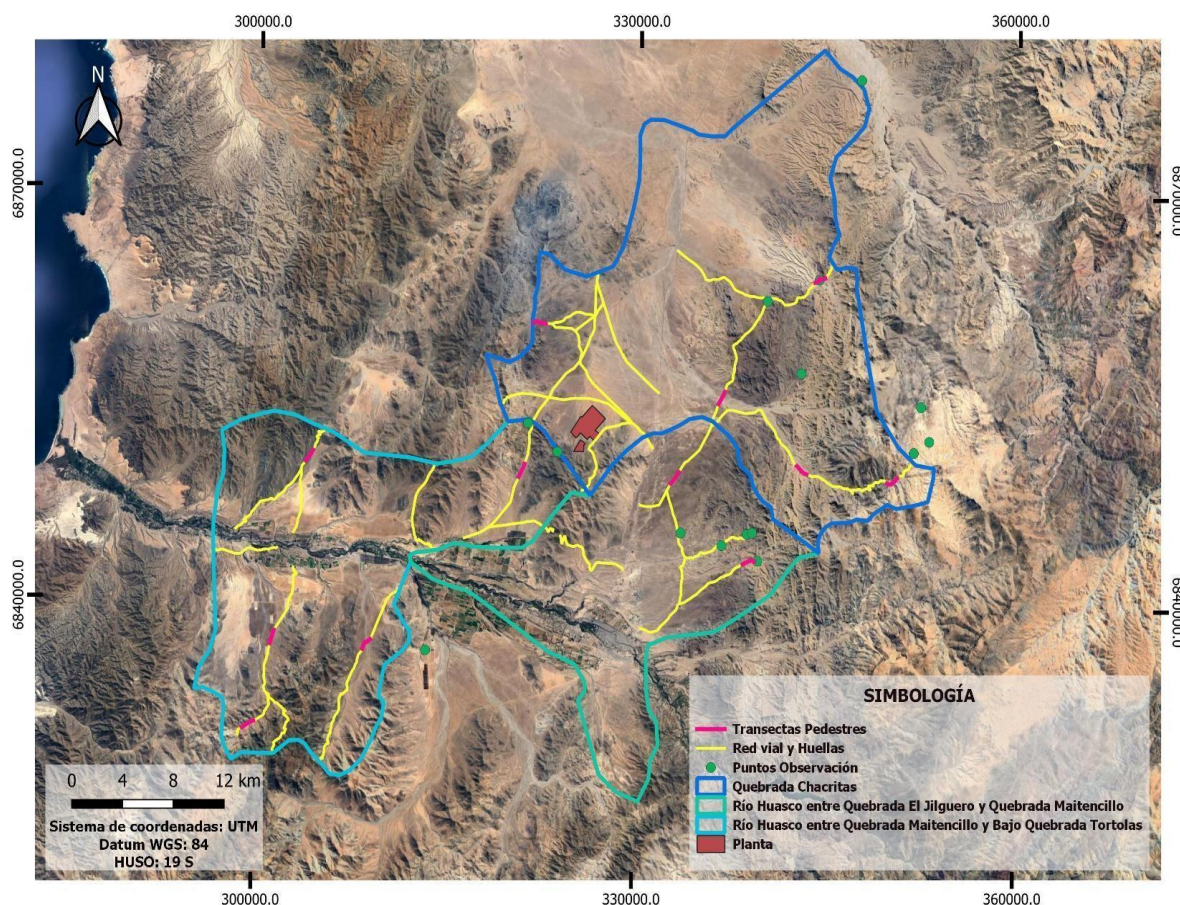 300000.0 330000.0 360000.0
N
6870000.0 6870000.0
6840000.0 6840000.0
SIMBOLOGÍA
Transectas Pedestres
Red vial y Huellas
Puntos Observación
Quebrada Chacritas
Río Huasco entre Quebrada El Jilguero y Quebrada Maitencillo
Río Huasco entre Quebrada Maitencillo y Bajo Quebrada Tortolas
Planta
0 4 8 12 km
Sistema de coordenadas: UTM
Datum WGS: 84
HUSO: 19 S
300000.0 330000.0 360000.0